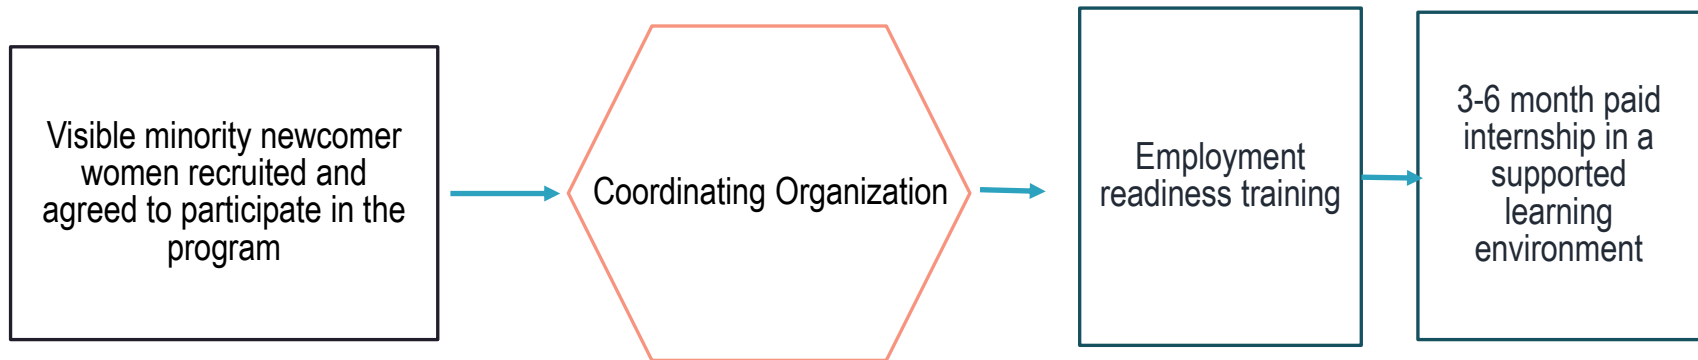 Visible minority newcomer
women recruited and
agreed to participate in the
program
Coordinating Organization
Employment
readiness training
3-6 month paid
internship in a
supported
learning
environment